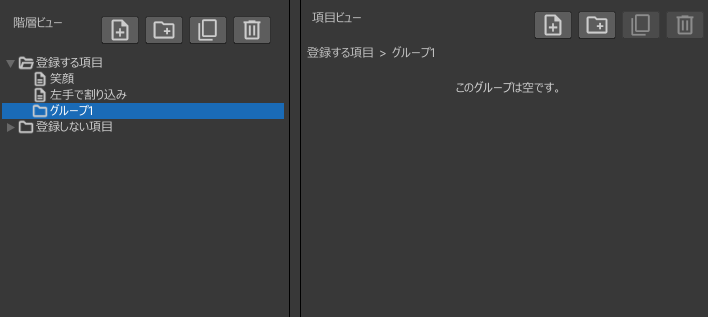 階層ビュー
登録する項目
笑顔
左手で割り込み
グループ1
登録しない項目
項目ビュー
登録する項目 > グループ1
このグループは空です。